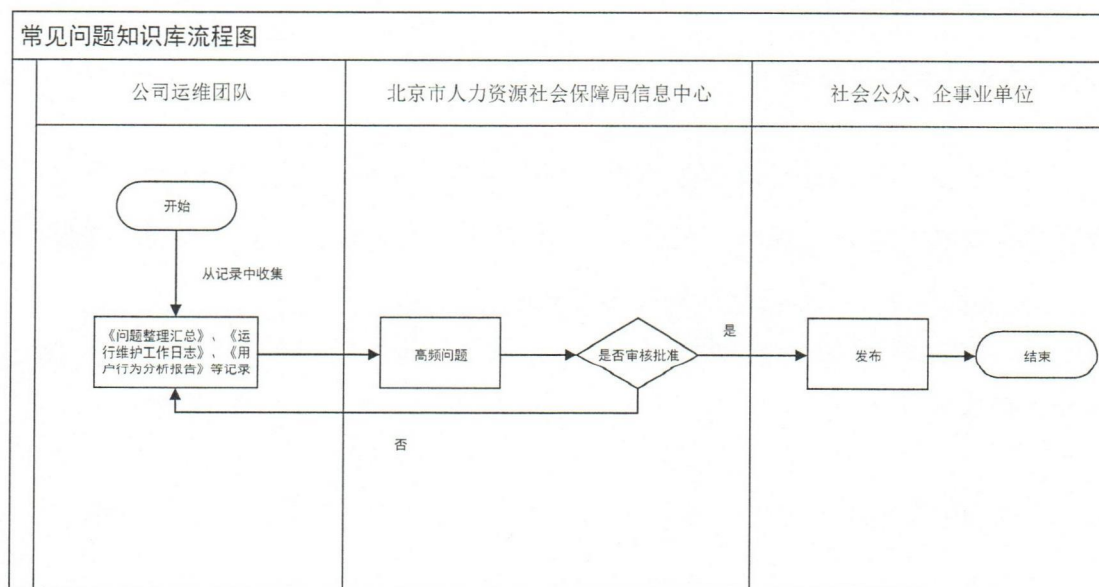 常见问题知识库流程图
公司运维团队
北京市人力资源社会保障局信息中心
社会公众、企事业单位
开始
从记录中收集
《问题整理汇总》、《运
行维护工作日志》、《用
户行为分析报告》等记录
高频问题
是否审核批准
是
发布
结束
否